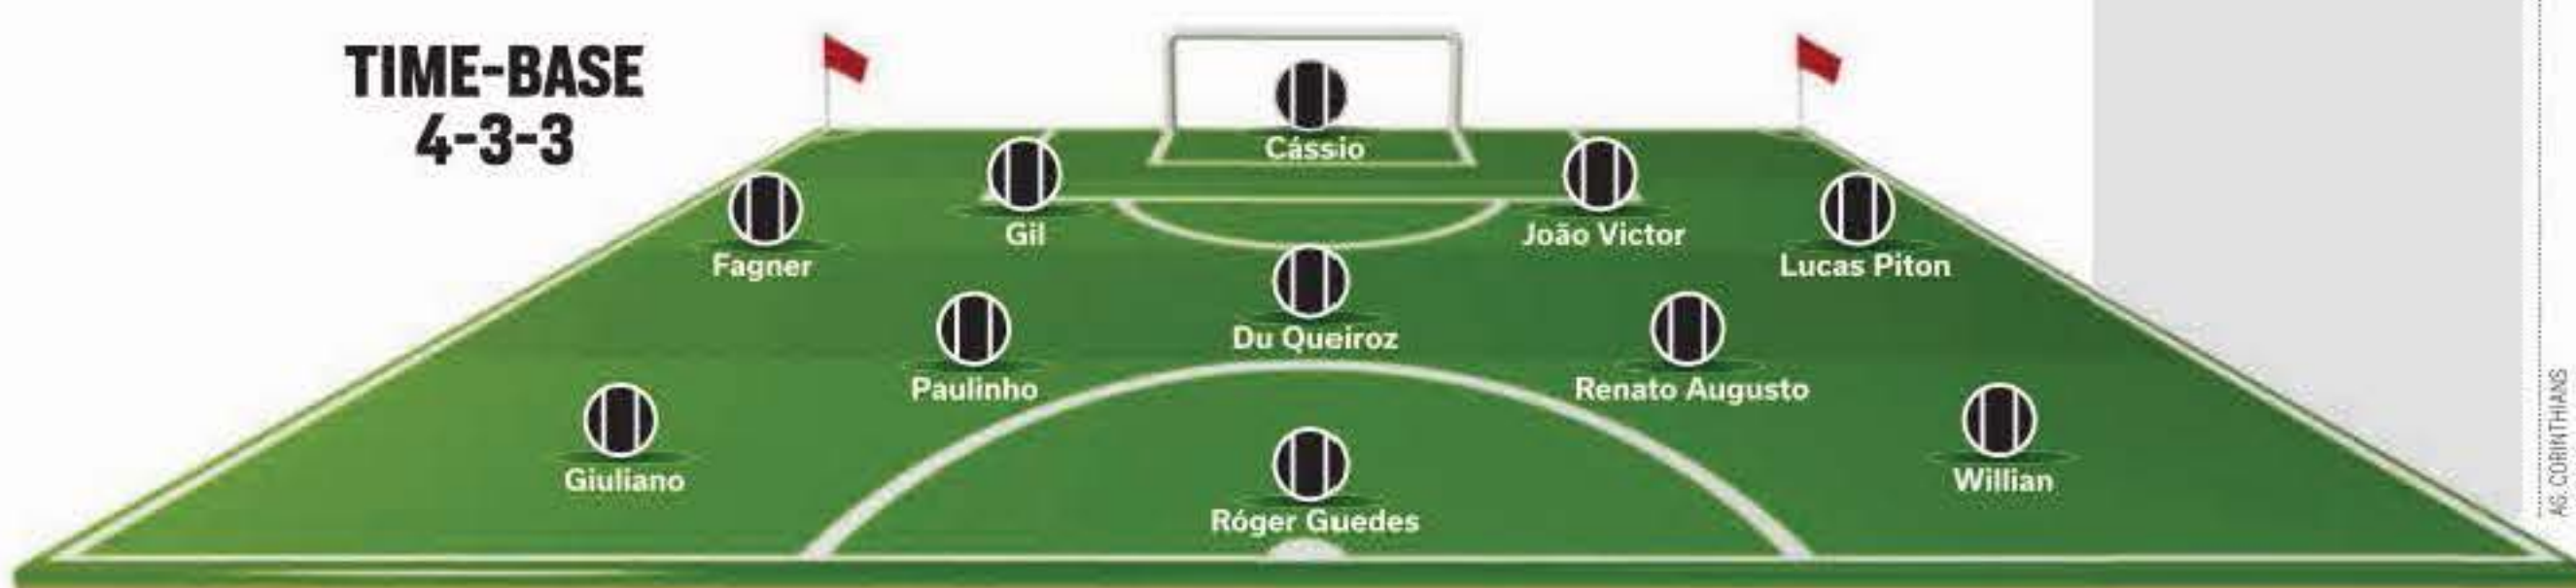 TIME-BASE
4-3-3
Cássio
Gil
João Victor
Fagner
Lucas Piton
Du Queiroz
Paulinho
Renato Augusto
Giuliano
Willian
Róger Guedes
AG. CORINTHIANS